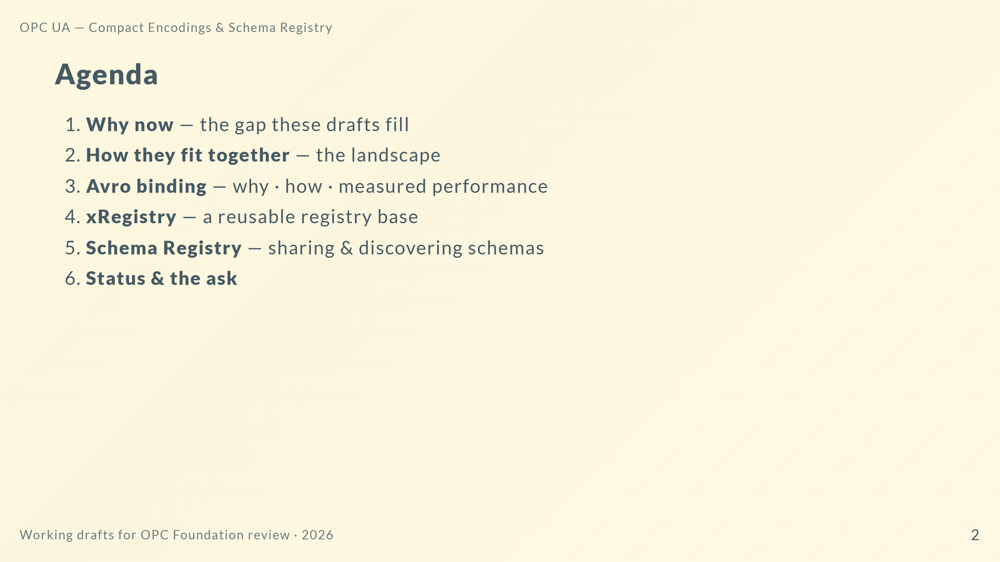 OPC UA — Compact Encodings & Schema Registry
Agenda
1. Why now — the gap these drafts fill
2. How they fit together — the landscape
3. Avro binding — why · how · measured performance
4. xRegistry — a reusable registry base
5. Schema Registry — sharing & discovering schemas
6. Status & the ask
Working drafts for OPC Foundation review · 2026
2